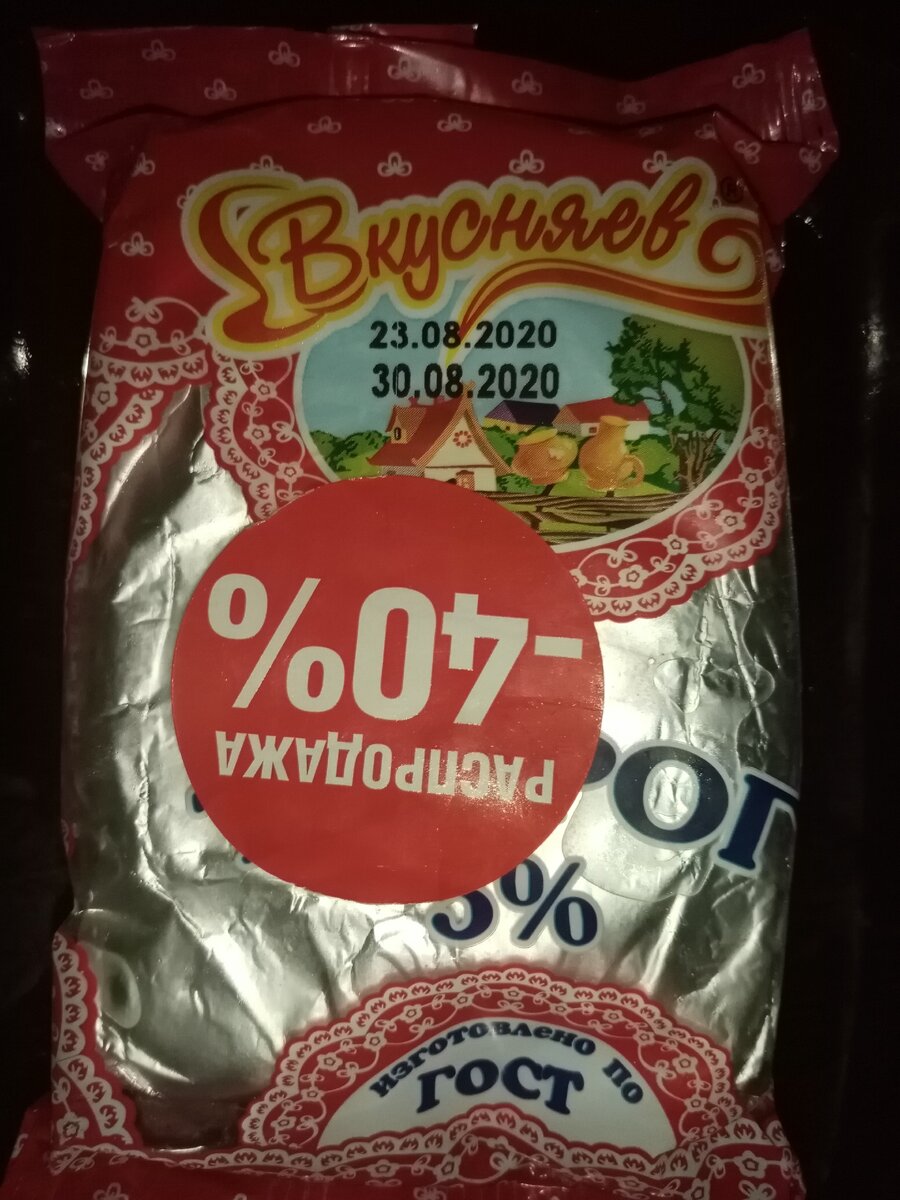 Вкусняев
23.08.2020
30.08.2020
РАСПРОДАЖА
-40%
%
ИЗГОТОВЛЕНО ПО
ГОСТ